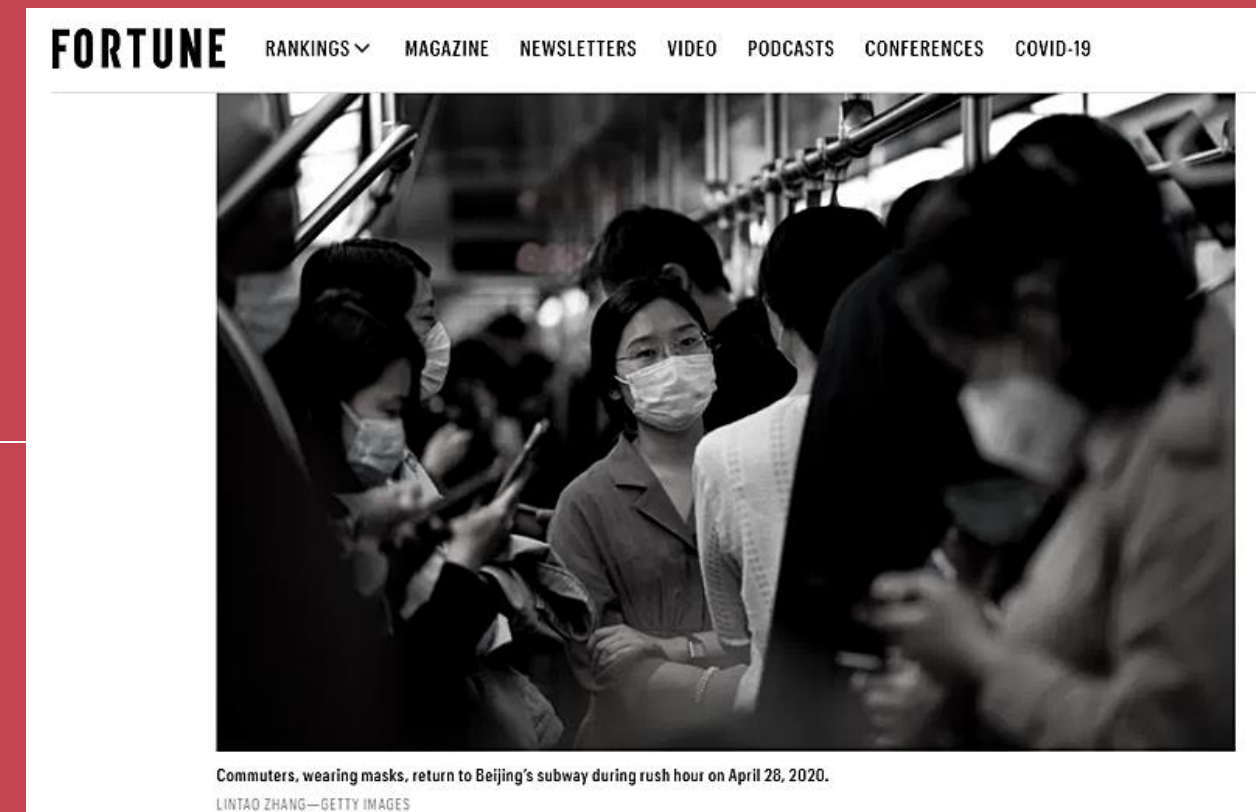 FORTUNE RANKINGS MAGAZINE NEWSLETTERS VIDEO PODCASTS CONFERENCES COVID-19
Commuters, wearing masks, return to Beijing's subway during rush hour on April 28, 2020.
LINTAO ZHANG—GETTY IMAGES